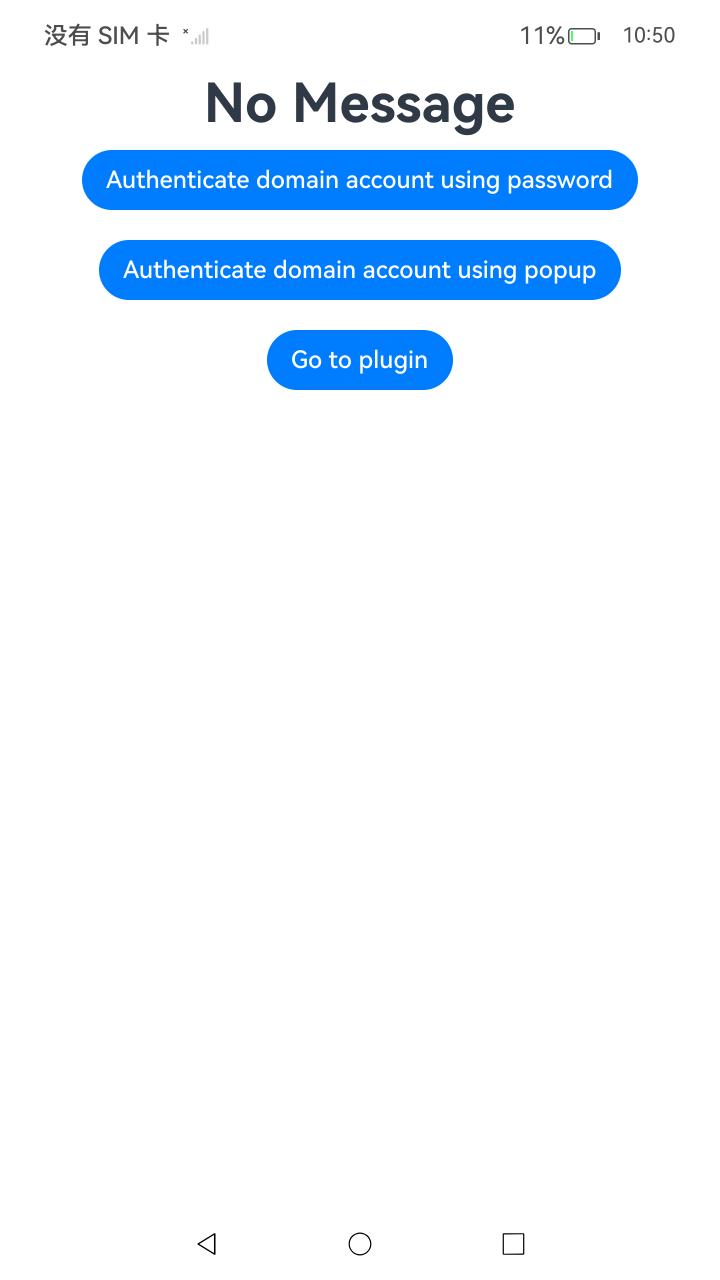 没有 SIM 卡 11% 10:50
No Message
Authenticate domain account using password
Authenticate domain account using popup
Go to plugin